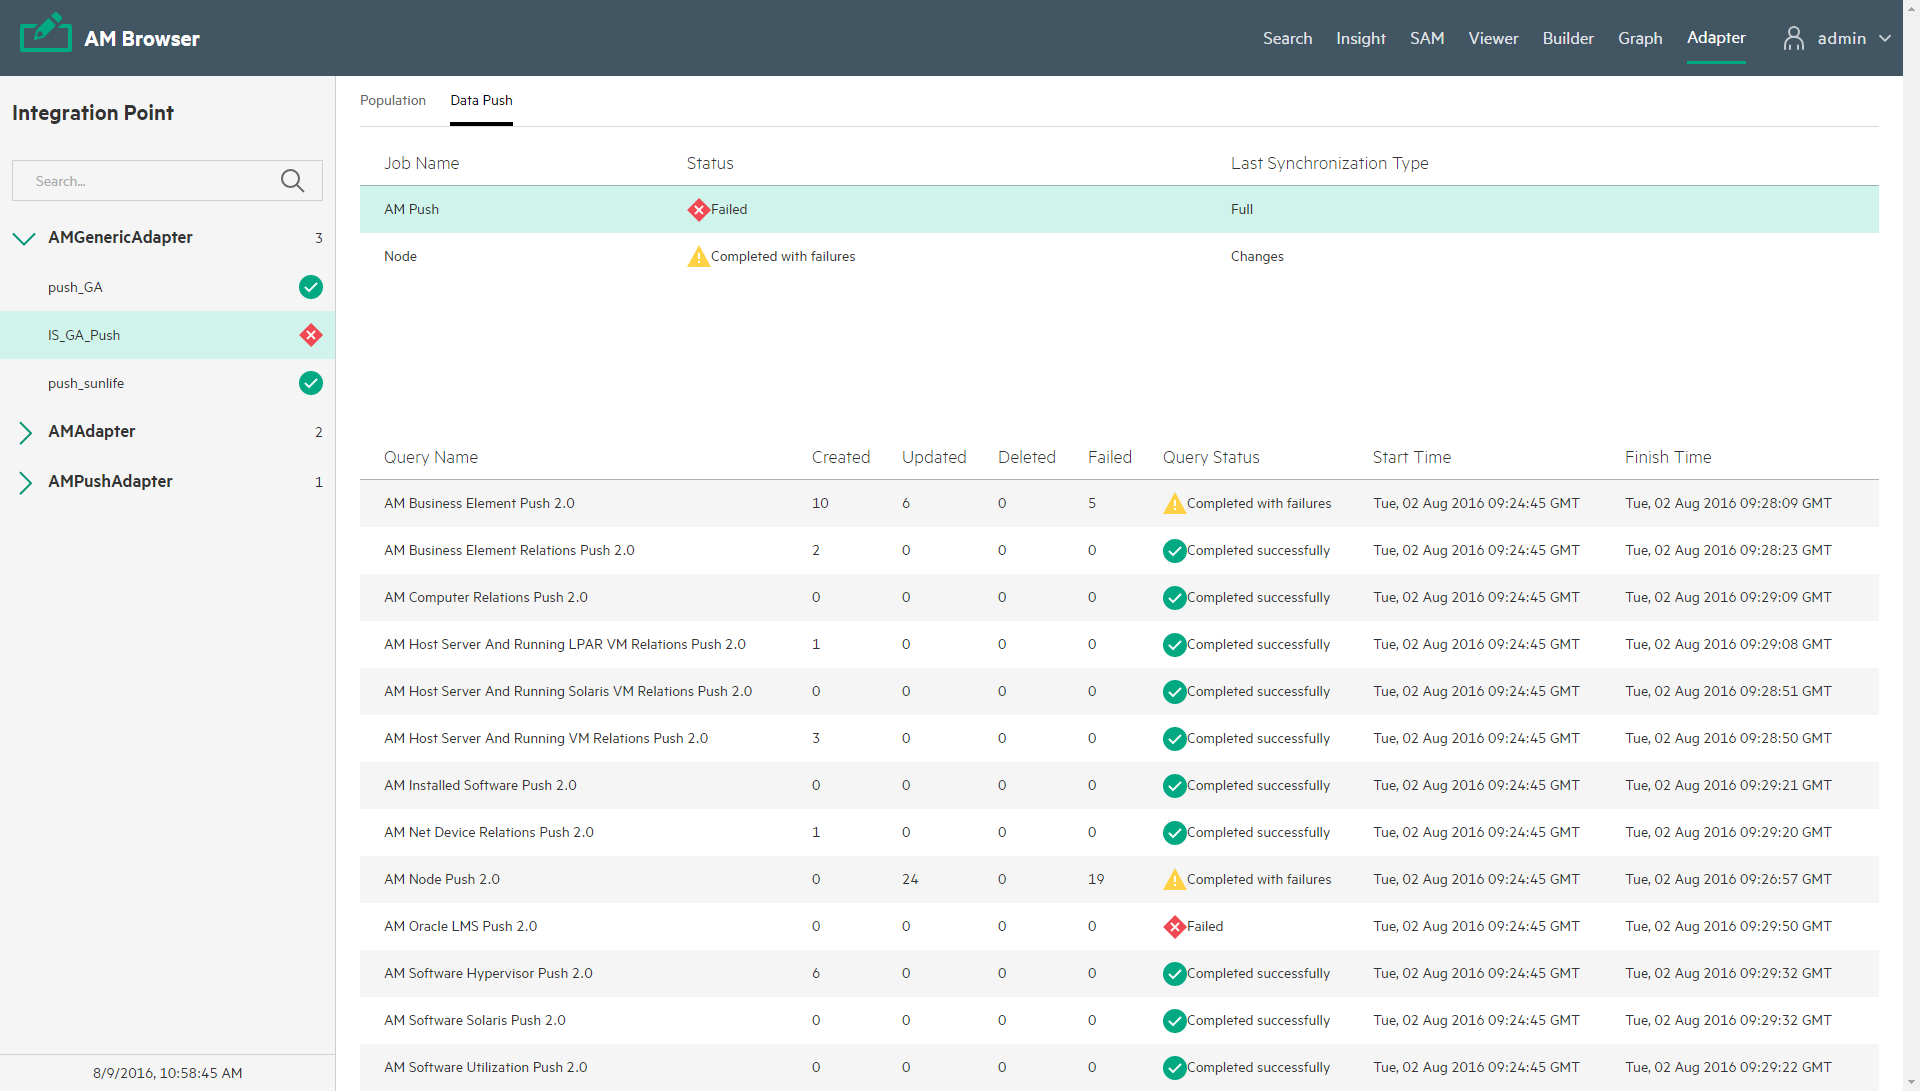 AM Browser
Search Insight SAM Viewer Builder Graph Adapter admin
Integration Point
Search...
AMGenericAdapter 3
push_GA
IS_GA_Push
push_sunlife
AMAdapter 2
AMPushAdapter 1
8/9/2016, 10:58:45 AM
Population Data Push
Job Name Status Last Synchronization Type
AM Push Failed Full
Node Completed with failures Changes
Query Name Created Updated Deleted Failed Query Status Start Time Finish Time
AM Business Element Push 2.0 10 6 0 5 Completed with failures Tue, 02 Aug 2016 09:24:45 GMT Tue, 02 Aug 2016 09:28:09 GMT
AM Business Element Relations Push 2.0 2 0 0 0 Completed successfully Tue, 02 Aug 2016 09:24:45 GMT Tue, 02 Aug 2016 09:28:23 GMT
AM Computer Relations Push 2.0 0 0 0 0 Completed successfully Tue, 02 Aug 2016 09:24:45 GMT Tue, 02 Aug 2016 09:29:09 GMT
AM Host Server And Running LPAR VM Relations Push 2.0 1 0 0 0 Completed successfully Tue, 02 Aug 2016 09:24:45 GMT Tue, 02 Aug 2016 09:29:08 GMT
AM Host Server And Running Solaris VM Relations Push 2.0 0 0 0 0 Completed successfully Tue, 02 Aug 2016 09:24:45 GMT Tue, 02 Aug 2016 09:28:51 GMT
AM Host Server And Running VM Relations Push 2.0 3 0 0 0 Completed successfully Tue, 02 Aug 2016 09:24:45 GMT Tue, 02 Aug 2016 09:28:50 GMT
AM Installed Software Push 2.0 0 0 0 0 Completed successfully Tue, 02 Aug 2016 09:24:45 GMT Tue, 02 Aug 2016 09:29:21 GMT
AM Net Device Relations Push 2.0 1 0 0 0 Completed successfully Tue, 02 Aug 2016 09:24:45 GMT Tue, 02 Aug 2016 09:29:20 GMT
AM Node Push 2.0 0 24 0 19 Completed with failures Tue, 02 Aug 2016 09:24:45 GMT Tue, 02 Aug 2016 09:26:57 GMT
AM Oracle LMS Push 2.0 0 0 0 0 Failed Tue, 02 Aug 2016 09:24:45 GMT Tue, 02 Aug 2016 09:29:50 GMT
AM Software Hypervisor Push 2.0 6 0 0 0 Completed successfully Tue, 02 Aug 2016 09:24:45 GMT Tue, 02 Aug 2016 09:29:32 GMT
AM Software Solaris Push 2.0 0 0 0 0 Completed successfully Tue, 02 Aug 2016 09:24:45 GMT Tue, 02 Aug 2016 09:29:32 GMT
AM Software Utilization Push 2.0 0 0 0 0 Completed successfully Tue, 02 Aug 2016 09:24:45 GMT Tue, 02 Aug 2016 09:29:22 GMT